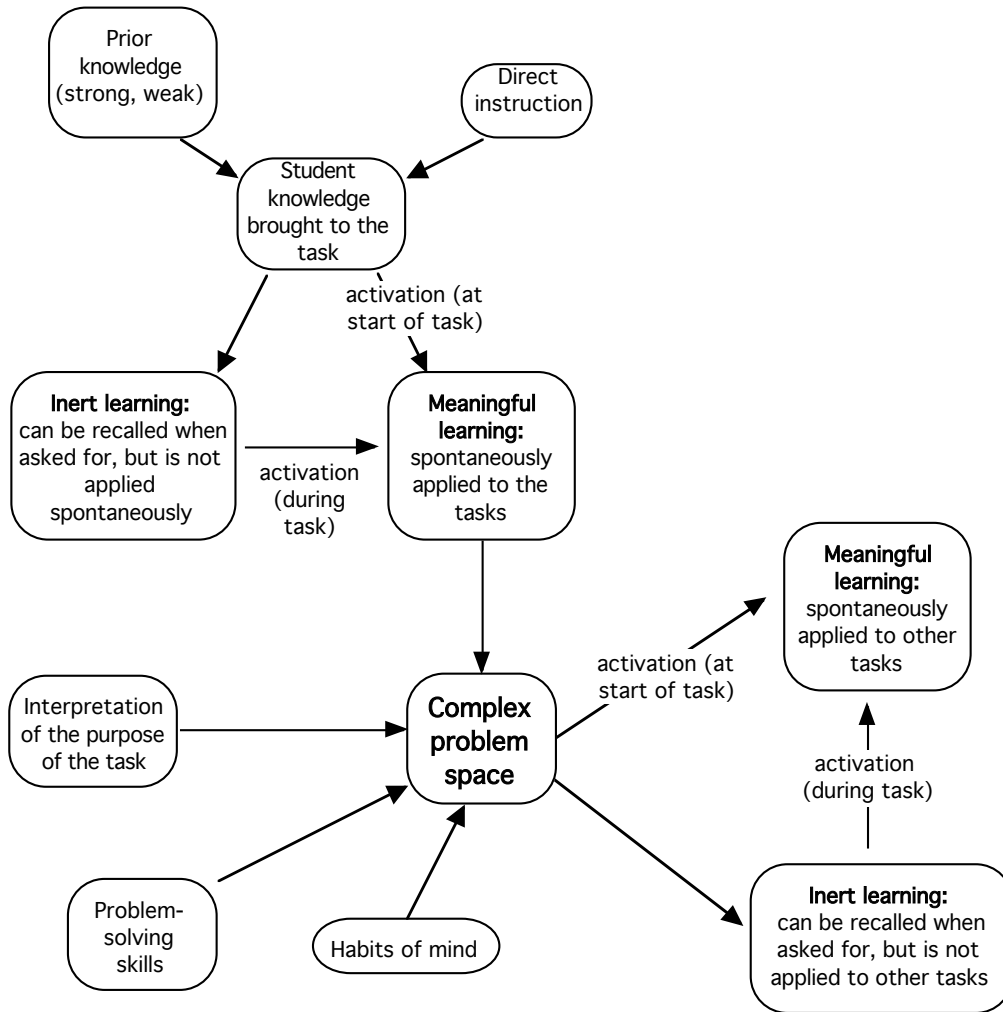 Prior
knowledge
(strong, weak)
Direct
instruction
Student
knowledge
brought to the
task
activation (at
start of task)
Inert learning:
can be recalled when
asked for, but is not
applied
spontaneously
activation
(during
task)
Meaningful
learning:
spontaneously
applied to the
tasks
Meaningful
learning:
spontaneously
applied to other
tasks
activation (at
start of task)
Interpretation
of the purpose
of the task
Complex
problem
space
activation
(during task)
Problem-
solving
skills
Habits of mind
Inert learning:
can be recalled when
asked for, but is not
applied to other tasks